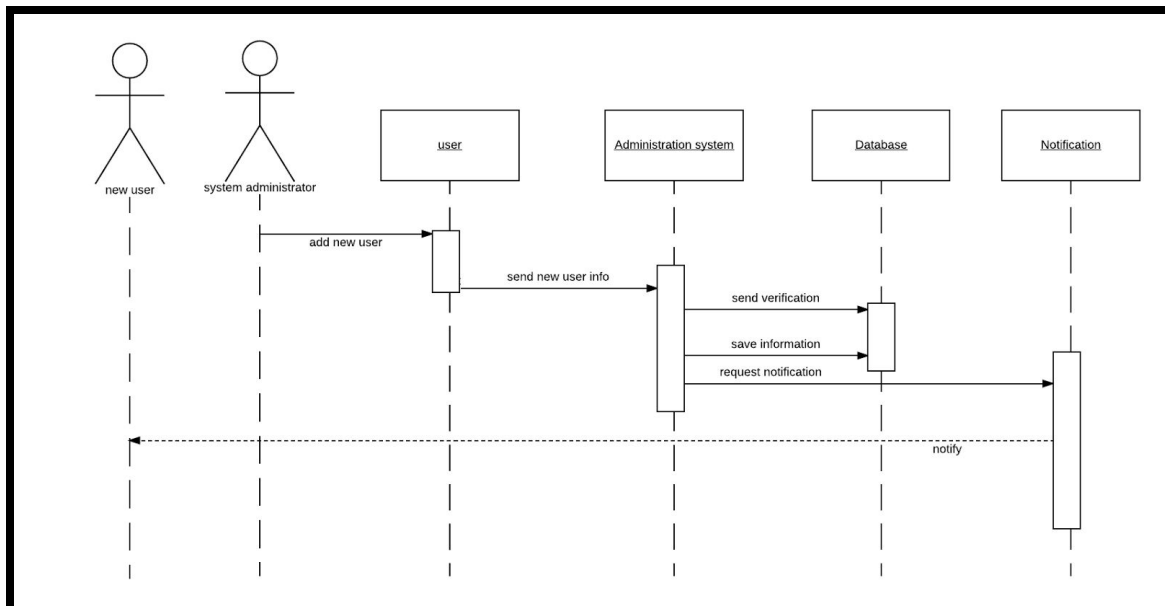 new user
system administrator
user
Administration system
Database
Notification
add new user
send new user info
send verification
save information
request notification
notify